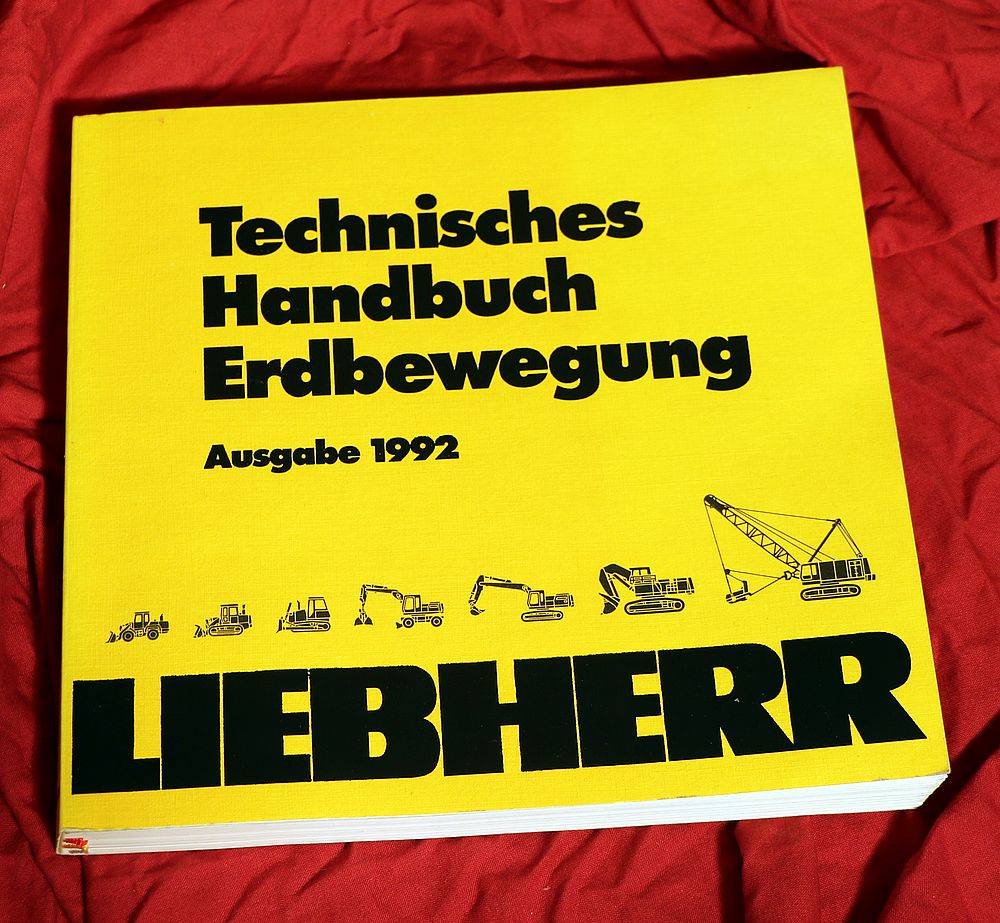 Technisches
Handbuch
Erdbewegung
Ausgabe 1992
LIEBHERR